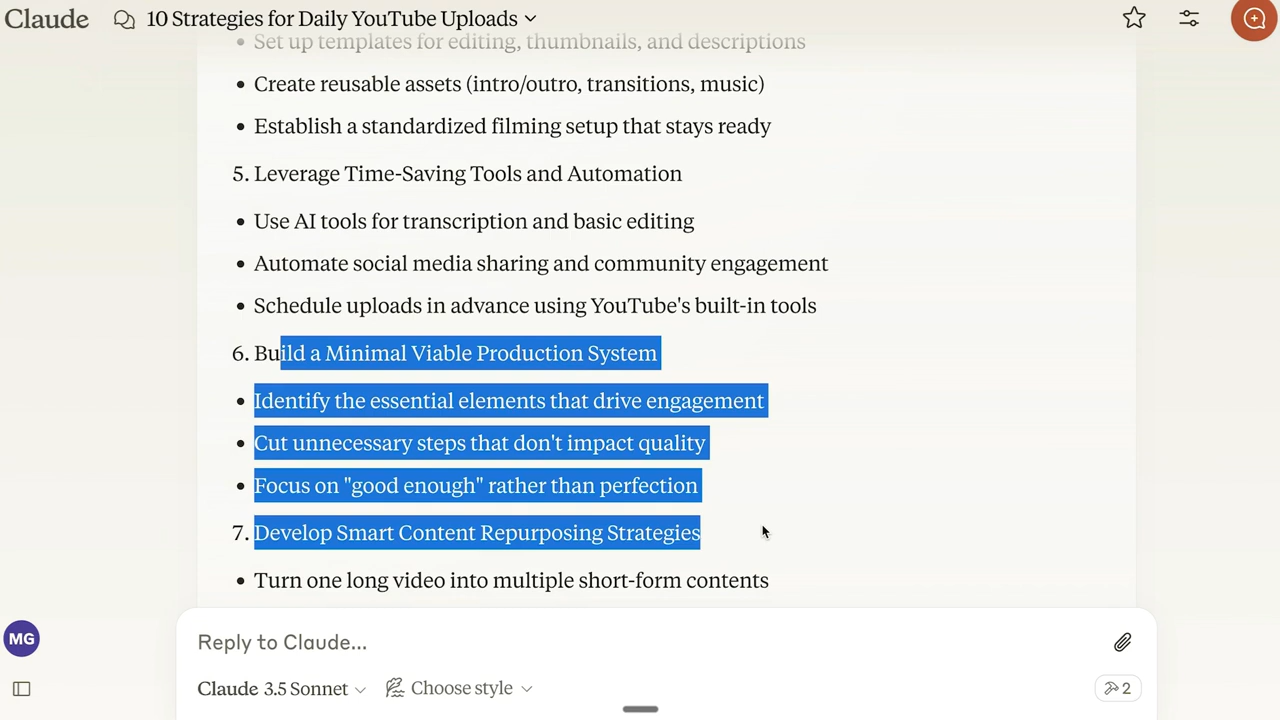 Claude
10 Strategies for Daily YouTube Uploads
• Set up templates for editing, thumbnails, and descriptions
• Create reusable assets (intro/outro, transitions, music)
• Establish a standardized filming setup that stays ready
5. Leverage Time-Saving Tools and Automation
• Use AI tools for transcription and basic editing
• Automate social media sharing and community engagement
• Schedule uploads in advance using YouTube's built-in tools
6. Build a Minimal Viable Production System
• Identify the essential elements that drive engagement
• Cut unnecessary steps that don't impact quality
• Focus on "good enough" rather than perfection
7. Develop Smart Content Repurposing Strategies
• Turn one long video into multiple short-form contents
MG
Reply to Claude...
Claude 3.5 Sonnet
Choose style
2